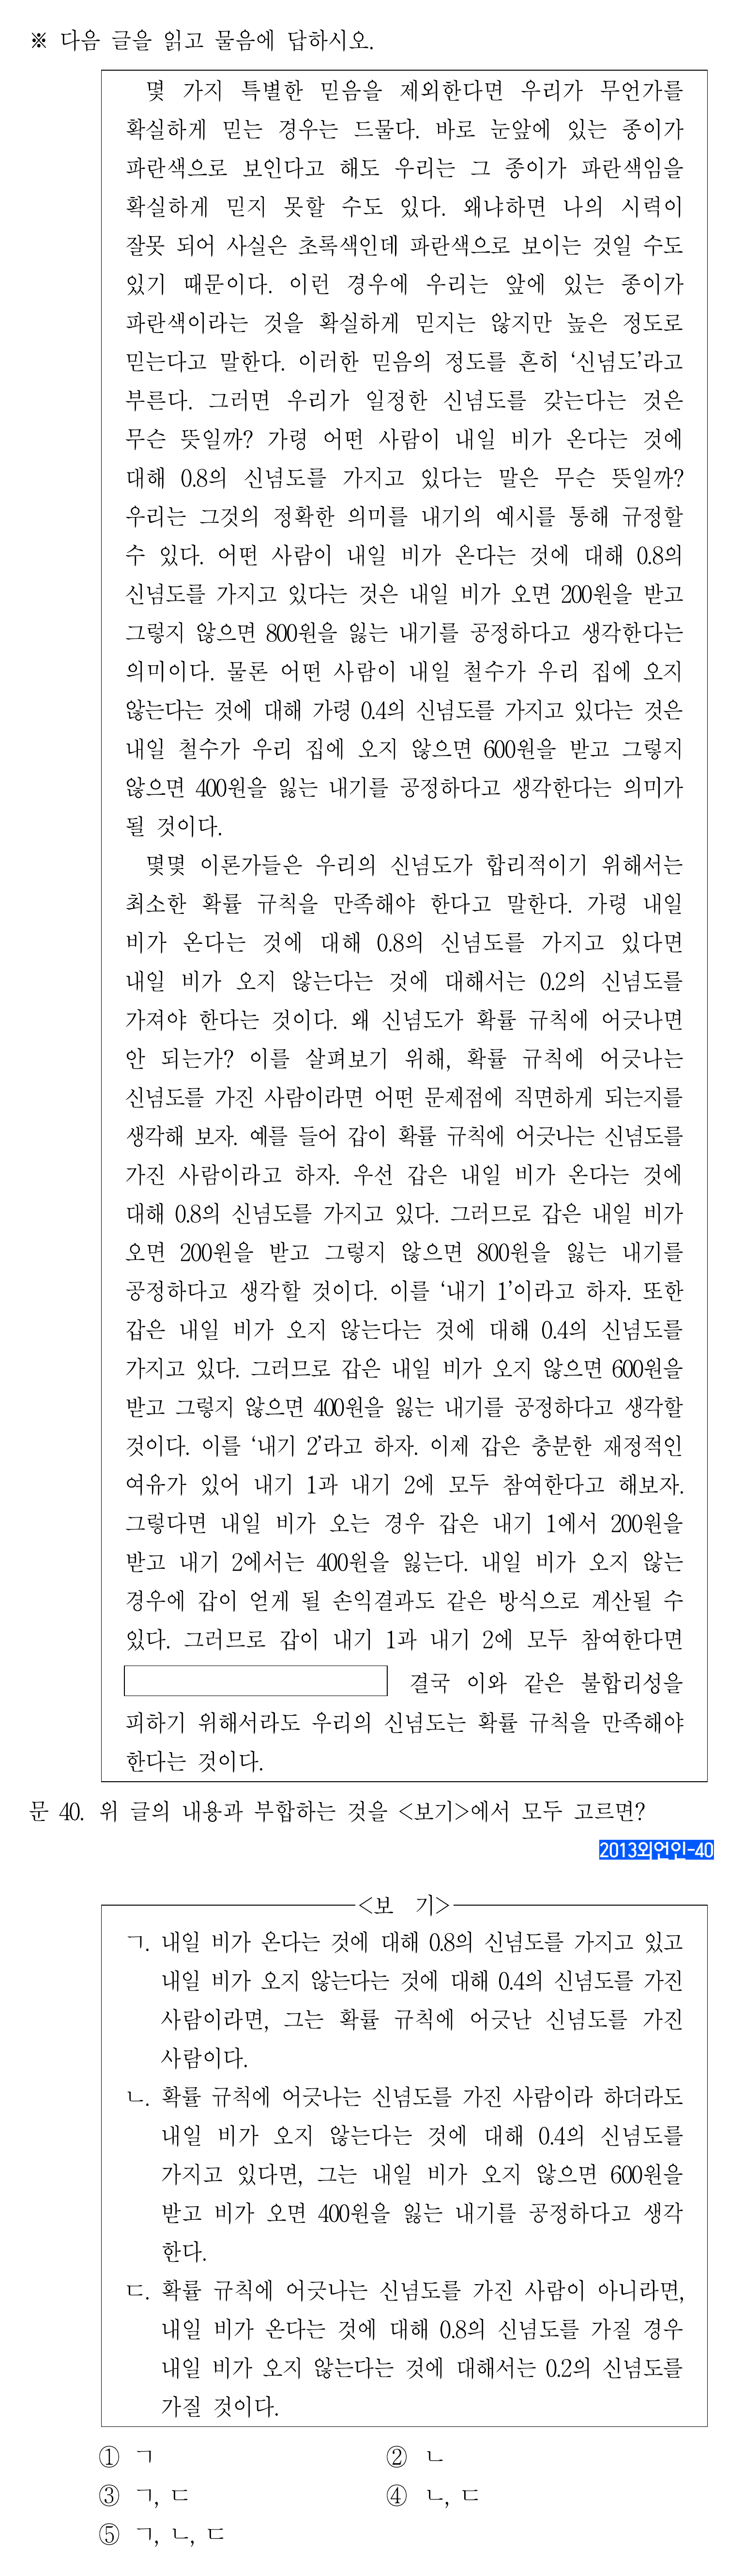 ※ 다음 글을 읽고 물음에 답하시오.
몇 가지 특별한 믿음을 제외한다면 우리가 무언가를
확실하게 믿는 경우는 드물다. 바로 눈앞에 있는 종이가
파란색으로 보인다고 해도 우리는 그 종이가 파란색임을
확실하게 믿지 못할 수도 있다. 왜냐하면 나의 시력이
잘못 되어 사실은 초록색인데 파란색으로 보이는 것일 수도
있기 때문이다. 이런 경우에 우리는 앞에 있는 종이가
파란색이라는 것을 확실하게 믿지는 않지만 높은 정도로
믿는다고 말한다. 이러한 믿음의 정도를 흔히 ‘신념도’라고
부른다. 그러면 우리가 일정한 신념도를 갖는다는 것은
무슨 뜻일까? 가령 어떤 사람이 내일 비가 온다는 것에
대해 0.8의 신념도를 가지고 있다는 말은 무슨 뜻일까?
우리는 그것의 정확한 의미를 내기의 예시를 통해 규정할
수 있다. 어떤 사람이 내일 비가 온다는 것에 대해 0.8의
신념도를 가지고 있다는 것은 내일 비가 오면 200원을 받고
그렇지 않으면 800원을 잃는 내기를 공정하다고 생각한다는
의미이다. 물론 어떤 사람이 내일 철수가 우리 집에 오지
않는다는 것에 대해 가령 0.4의 신념도를 가지고 있다는 것은
내일 철수가 우리 집에 오지 않으면 600원을 받고 그렇지
않으면 400원을 잃는 내기를 공정하다고 생각한다는 의미가
될 것이다.
몇몇 이론가들은 우리의 신념도가 합리적이기 위해서는
최소한 확률 규칙을 만족해야 한다고 말한다. 가령 내일
비가 온다는 것에 대해 0.8의 신념도를 가지고 있다면
내일 비가 오지 않는다는 것에 대해서는 0.2의 신념도를
가져야 한다는 것이다. 왜 신념도가 확률 규칙에 어긋나면
안 되는가? 이를 살펴보기 위해, 확률 규칙에 어긋나는
신념도를 가진 사람이라면 어떤 문제점에 직면하게 되는지를
생각해 보자. 예를 들어 갑이 확률 규칙에 어긋나는 신념도를
가진 사람이라고 하자. 우선 갑은 내일 비가 온다는 것에
대해 0.8의 신념도를 가지고 있다. 그러므로 갑은 내일 비가
오면 200원을 받고 그렇지 않으면 800원을 잃는 내기를
공정하다고 생각할 것이다. 이를 ‘내기 1’이라고 하자. 또한
갑은 내일 비가 오지 않는다는 것에 대해 0.4의 신념도를
가지고 있다. 그러므로 갑은 내일 비가 오지 않으면 600원을
받고 그렇지 않으면 400원을 잃는 내기를 공정하다고 생각할
것이다. 이를 ‘내기 2’라고 하자. 이제 갑은 충분한 재정적인
여유가 있어 내기 1과 내기 2에 모두 참여한다고 해보자.
그렇다면 내일 비가 오는 경우 갑은 내기 1에서 200원을
받고 내기 2에서는 400원을 잃는다. 내일 비가 오지 않는
경우에 갑이 얻게 될 손익결과도 같은 방식으로 계산될 수
있다. 그러므로 갑이 내기 1과 내기 2에 모두 참여한다면
결국 이와 같은 불합리성을
피하기 위해서라도 우리의 신념도는 확률 규칙을 만족해야
한다는 것이다.
문 40. 위 글의 내용과 부합하는 것을 <보기>에서 모두 고르면?
2013외언인-40
<보 기>
ㄱ. 내일 비가 온다는 것에 대해 0.8의 신념도를 가지고 있고
내일 비가 오지 않는다는 것에 대해 0.4의 신념도를 가진
사람이라면, 그는 확률 규칙에 어긋난 신념도를 가진
사람이다.
ㄴ. 확률 규칙에 어긋나는 신념도를 가진 사람이라 하더라도
내일 비가 오지 않는다는 것에 대해 0.4의 신념도를
가지고 있다면, 그는 내일 비가 오지 않으면 600원을
받고 비가 오면 400원을 잃는 내기를 공정하다고 생각
한다.
ㄷ. 확률 규칙에 어긋나는 신념도를 가진 사람이 아니라면,
내일 비가 온다는 것에 대해 0.8의 신념도를 가질 경우
내일 비가 오지 않는다는 것에 대해서는 0.2의 신념도를
가질 것이다.
① ㄱ ② ㄴ
③ ㄱ, ㄷ ④ ㄴ, ㄷ
⑤ ㄱ, ㄴ, ㄷ